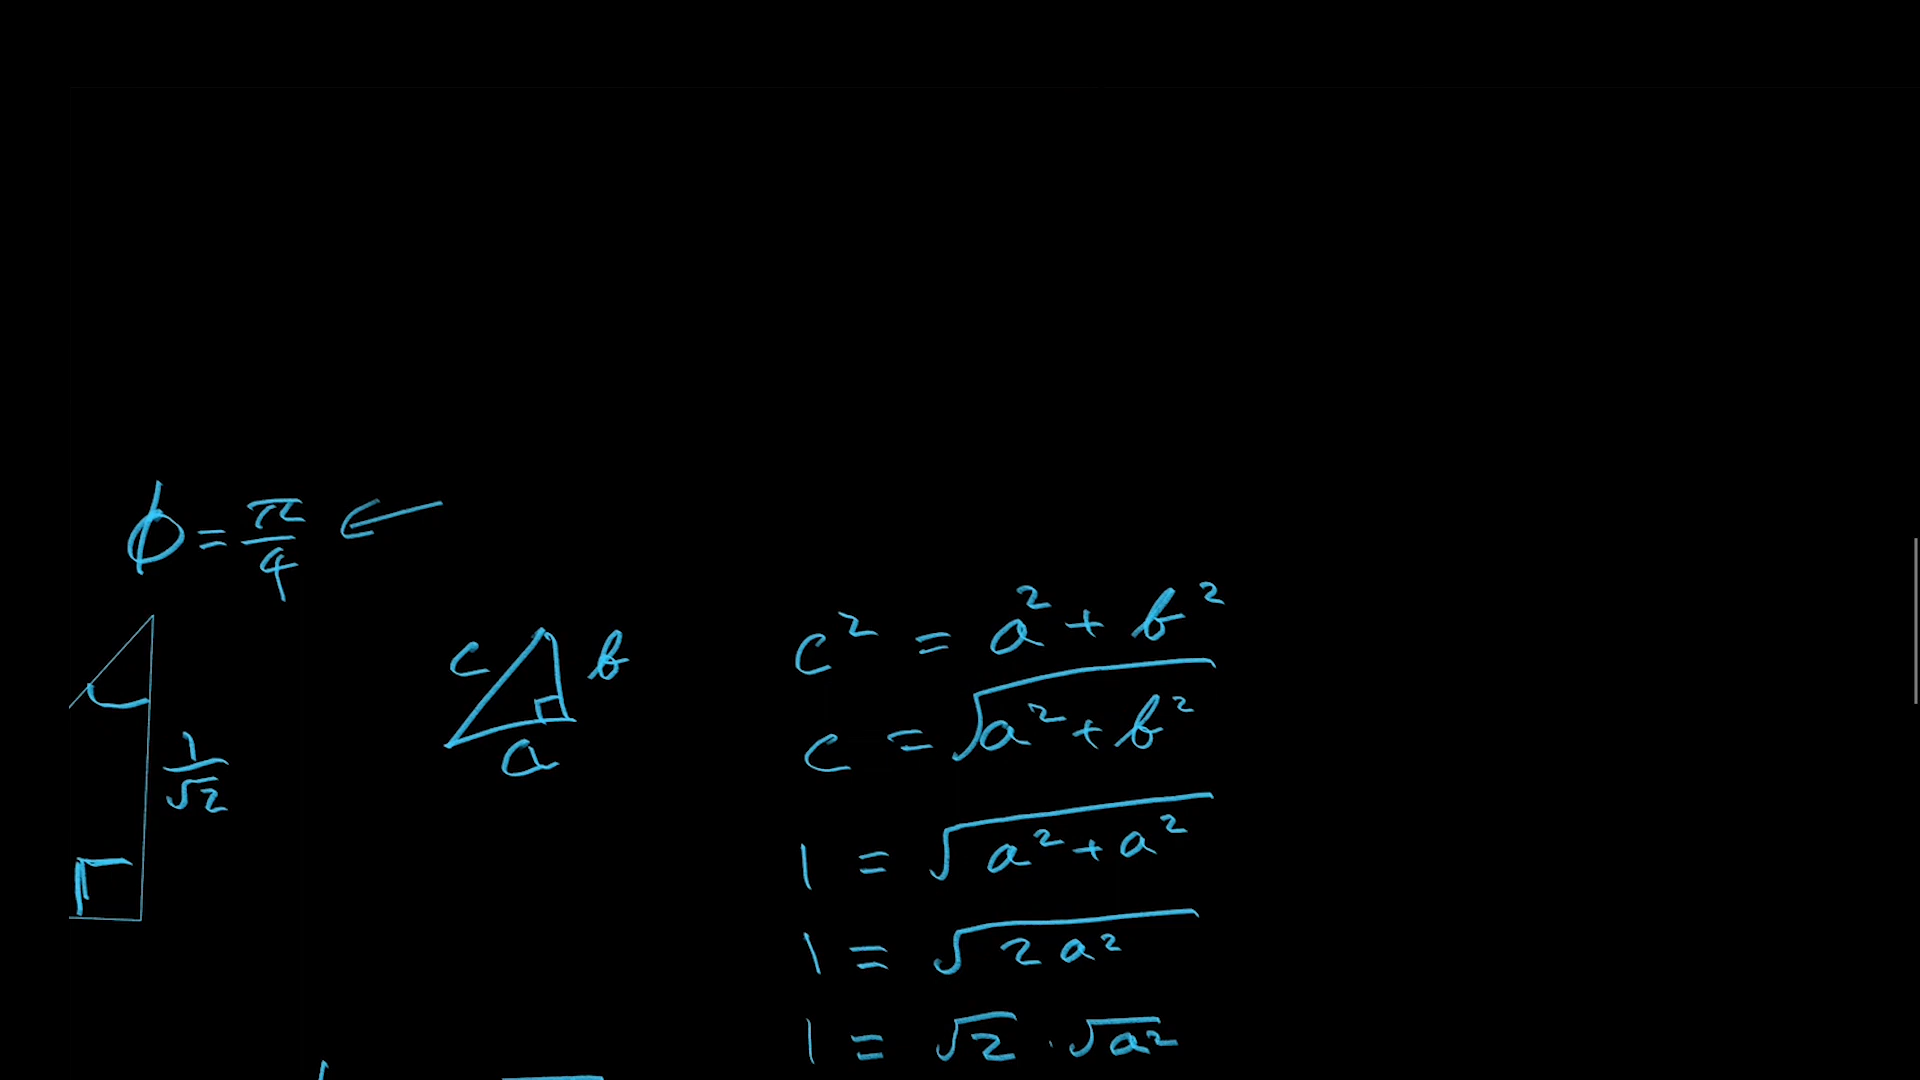 ϕ = π/4 ←
1/√2
c
b
a
c² = a² + b²
c = √(a² + b²)
1 = √(a² + a²)
1 = √(2a²)
1 = √2 · √(a²)